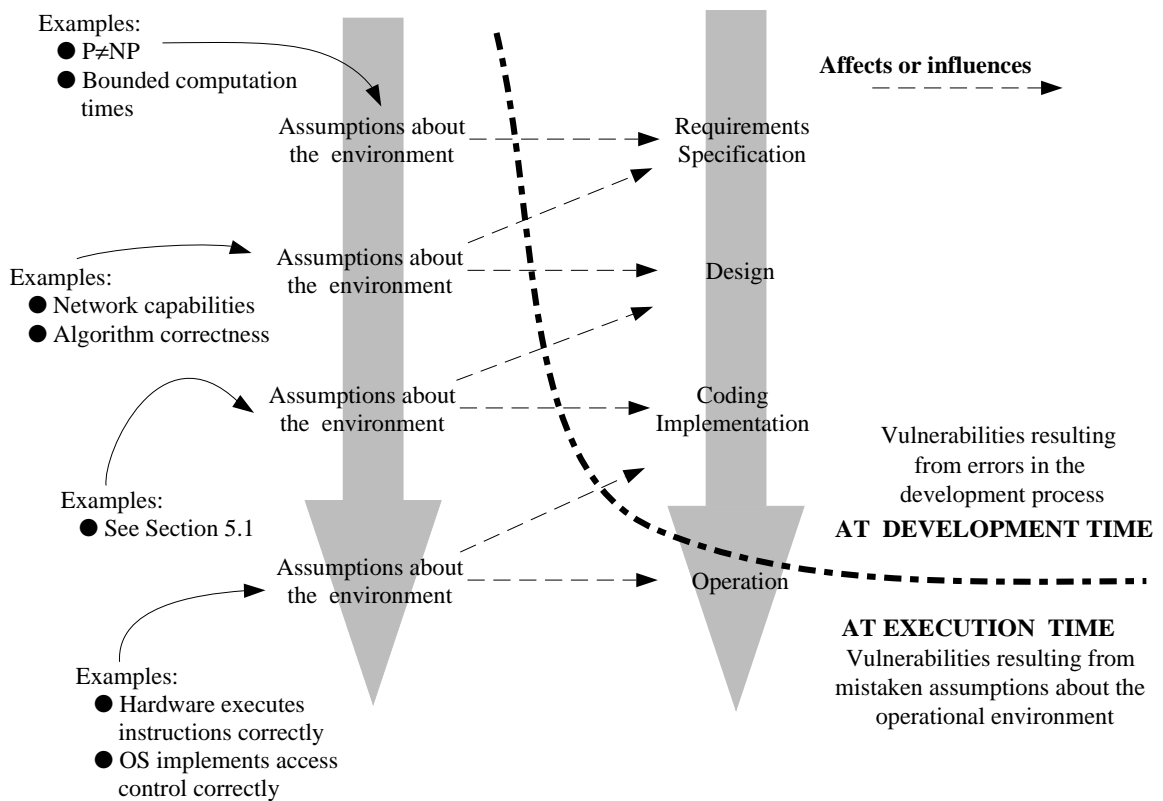 Examples:
● P≠NP
● Bounded computation
times
Affects or influences
Assumptions about
the environment
Requirements
Specification
Assumptions about
the environment
Design
Examples:
● Network capabilities
● Algorithm correctness
Assumptions about
the environment
Coding
Implementation
Vulnerabilities resulting
from errors in the
development process
AT DEVELOPMENT TIME
Examples:
● See Section 5.1
Assumptions about
the environment
Operation
AT EXECUTION TIME
Vulnerabilities resulting from
mistaken assumptions about the
operational environment
Examples:
● Hardware executes
instructions correctly
● OS implements access
control correctly